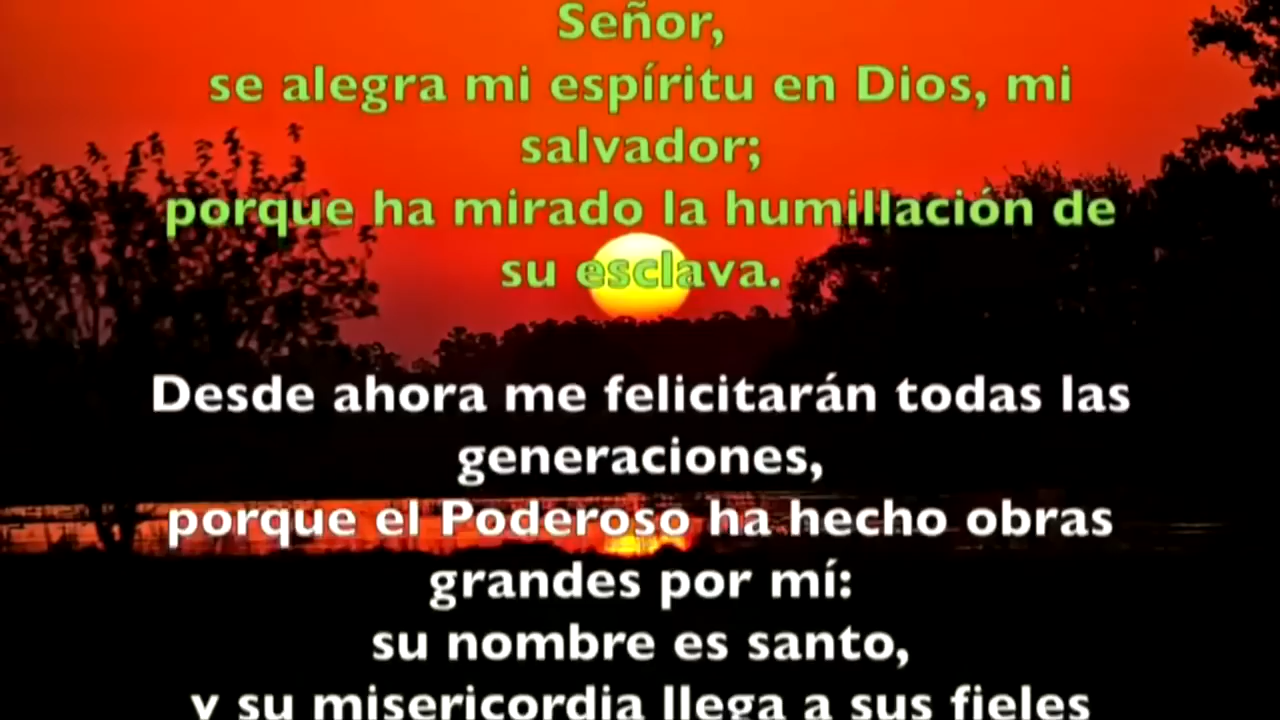 Señor,
se alegra mi espíritu en Dios, mi
salvador;
porque ha mirado la humillación de
su esclava.
Desde ahora me felicitarán todas las
generaciones,
porque el Poderoso ha hecho obras
grandes por mí:
su nombre es santo,
y su misericordia llega a sus fieles